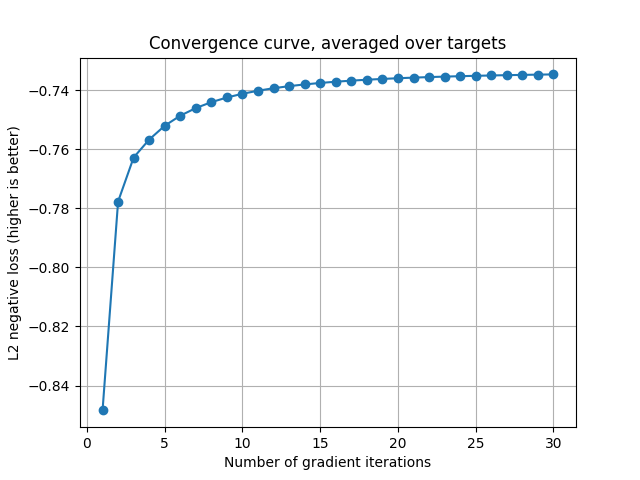 Convergence curve, averaged over targets
L2 negative loss (higher is better)
−0.74
−0.76
−0.78
−0.80
−0.82
−0.84
0 5 10 15 20 25 30
Number of gradient iterations